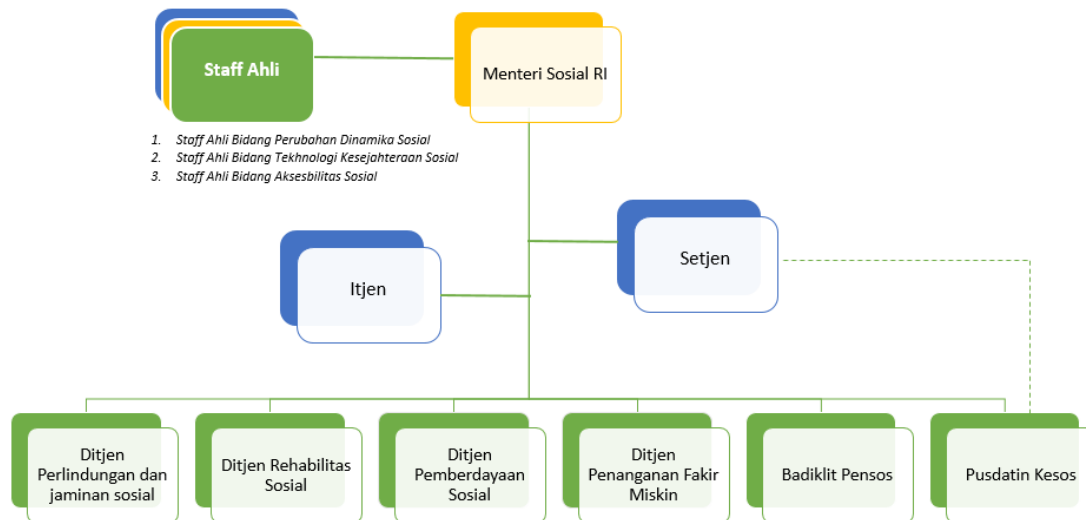 Staff Ahli
Menteri Sosial RI
1. Staff Ahli Bidang Perubahan Dinamika Sosial
2. Staff Ahli Bidang Tekhnologi Kesejahteraan Sosial
3. Staff Ahli Bidang Aksesbilitas Sosial
Setjen
Itjen
Ditjen
Perlindungan dan
jaminan sosial
Ditjen Rehabilitas
Sosial
Ditjen
Pemberdayaan
Sosial
Ditjen
Penanganan Fakir
Miskin
Badiklit Pensos
Pusdatin Kesos